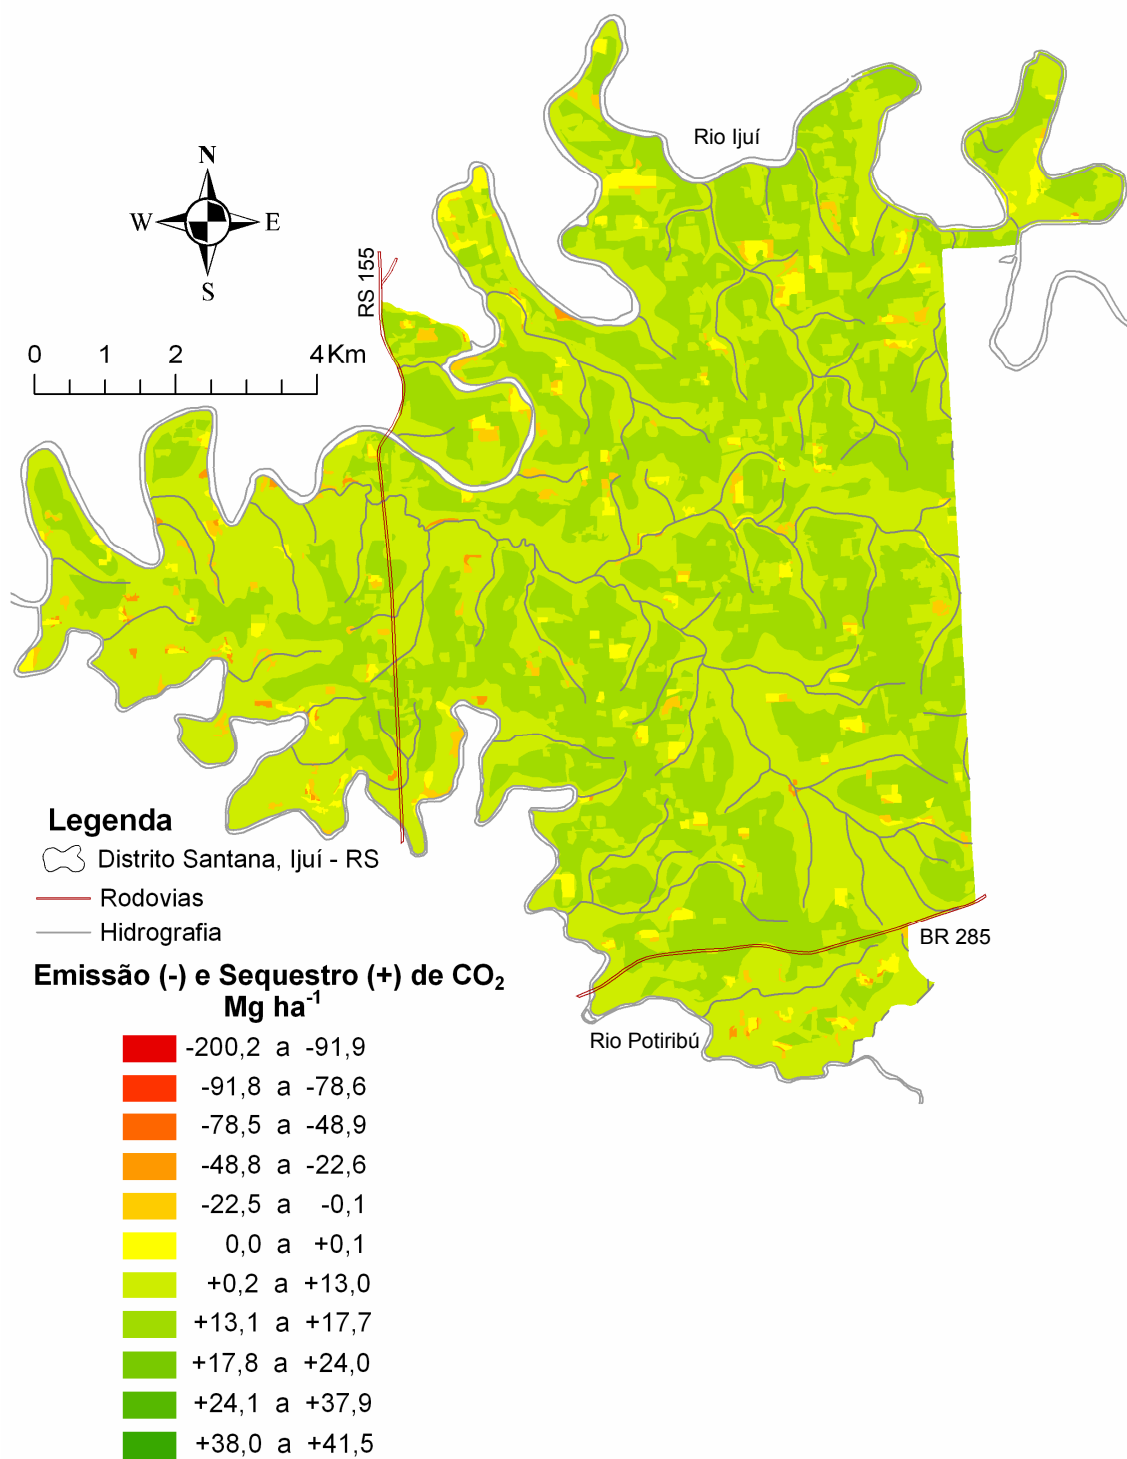 Rio Ijuí
N
W E
S
RS 155
0 1 2 4 Km
Legenda
Distrito Santana, Ijuí - RS
Rodovias
Hidrografia
BR 285
Emissão (-) e Sequestro (+) de CO₂
Mg ha⁻¹
Rio Potiribú
-200,2 a -91,9
-91,8 a -78,6
-78,5 a -48,9
-48,8 a -22,6
-22,5 a -0,1
0,0 a +0,1
+0,2 a +13,0
+13,1 a +17,7
+17,8 a +24,0
+24,1 a +37,9
+38,0 a +41,5